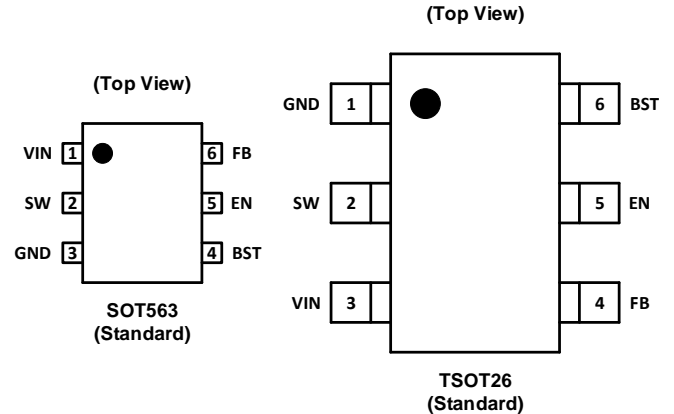 (Top View)
VIN 1 6 FB
SW 2 5 EN
GND 3 4 BST
SOT563
(Standard)
(Top View)
GND 1 6 BST
SW 2 5 EN
VIN 3 4 FB
TSOT26
(Standard)